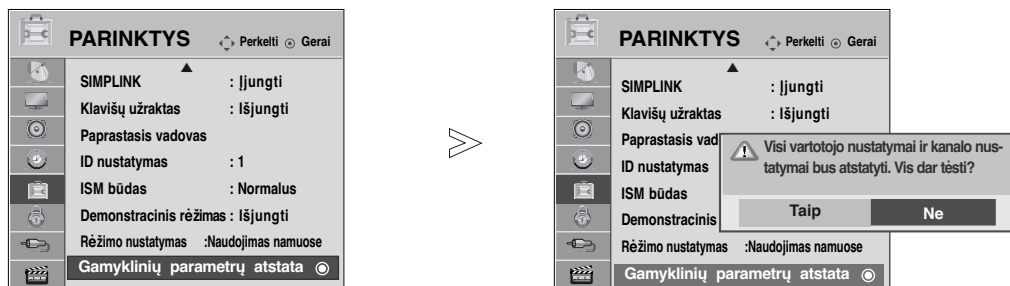 PARINKTYS Perkelti Gerai
SIMPLINK : Įjungti
Klavišų užraktas : Išjungti
Paprastasis vadovas
ID nustatymas : 1
ISM būdas : Normalus
Demonstracinis rėžimas : Išjungti
Rėžimo nustatymas :Naudojimas namuose
Gamyklinių parametrų atstata
PARINKTYS Perkelti Gerai
SIMPLINK : Įjungti
Klavišų užraktas : Išjungti
Paprastasis vad
ID nustatymas
ISM būdas
Demonstracinis
Rėžimo nustatymas :Naudojimas namuose
Gamyklinių parametrų atstata
Visi vartotojo nustatymai ir kanalo nus-
tatymai bus atstatyti. Vis dar tėsti?
Taip Ne